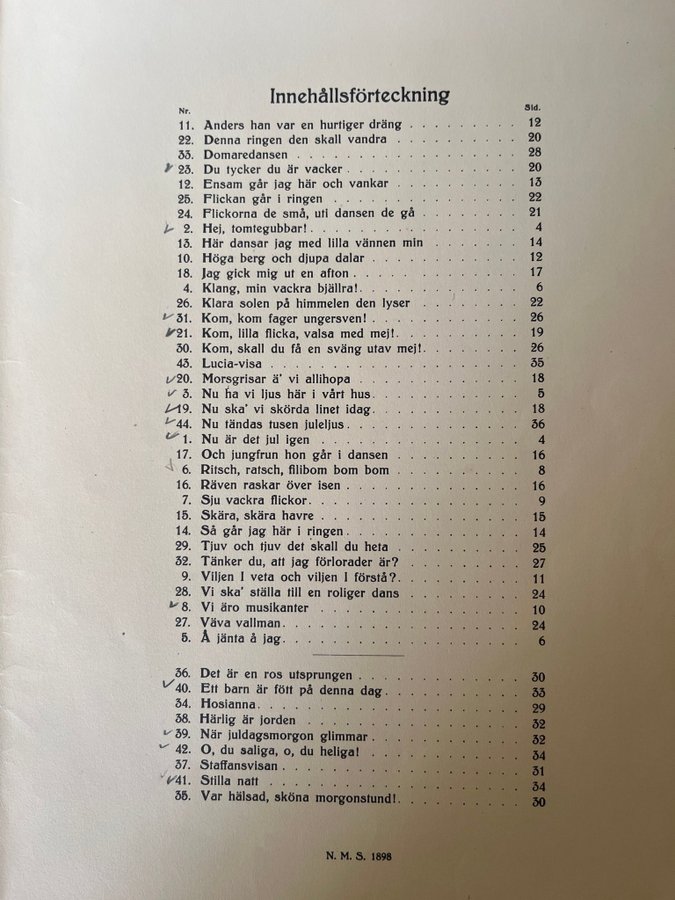 Innehållsförteckning
Nr. Sid.
11. Anders han var en hurtiger dräng . . . . . . . . . 12
22. Denna ringen den skall vandra . . . . . . . . . . 20
33. Domaredansen . . . . . . . . . . . . . . . . . . 28
23. Du tycker du är vacker . . . . . . . . . . . . . . 20
12. Ensam går jag här och vankar . . . . . . . . . . 13
25. Flickan går i ringen . . . . . . . . . . . . . . . 22
24. Flickorna de små, uti dansen de gå . . . . . . . . 21
2. Hej, tomtegubbar! . . . . . . . . . . . . . . . . 4
13. Här dansar jag med lilla vännen min . . . . . . . 14
10. Höga berg och djupa dalar . . . . . . . . . . . . 12
18. Jag gick mig ut en afton . . . . . . . . . . . . . 17
4. Klang, min vackra bjällra! . . . . . . . . . . . . 6
26. Klara solen på himmelen den lyser . . . . . . . . 22
31. Kom, kom fager ungersven! . . . . . . . . . . . . 26
21. Kom, lilla flicka, valsa med mej! . . . . . . . . . 19
30. Kom, skall du få en sväng utav mej! . . . . . . . 26
43. Lucia-visa . . . . . . . . . . . . . . . . . . . . 35
20. Morsgrisar ä' vi allihopa . . . . . . . . . . . . . 18
3. Nu ha vi ljus här i vårt hus . . . . . . . . . . . . 5
19. Nu ska' vi skörda linet idag . . . . . . . . . . . 18
44. Nu tändas tusen juleljus . . . . . . . . . . . . . 36
1. Nu är det jul igen . . . . . . . . . . . . . . . . 4
17. Och jungfrun hon går i dansen . . . . . . . . . . 16
6. Ritsch, ratsch, filibom bom bom . . . . . . . . . . 8
16. Räven raskar över isen . . . . . . . . . . . . . . 16
7. Sju vackra flickor . . . . . . . . . . . . . . . . 9
15. Skära, skära havre . . . . . . . . . . . . . . . . 15
14. Så går jag här i ringen . . . . . . . . . . . . . . 14
29. Tjuv och tjuv det skall du heta . . . . . . . . . . 25
32. Tänker du, att jag förlorader är? . . . . . . . . . 27
9. Viljen I veta och viljen I förstå? . . . . . . . . . 11
28. Vi ska' ställa till en roliger dans . . . . . . . . . 24
8. Vi äro musikanter . . . . . . . . . . . . . . . . 10
27. Väva vallman . . . . . . . . . . . . . . . . . . . 24
5. Å jänta å jag . . . . . . . . . . . . . . . . . . . 6
36. Det är en ros utsprungen . . . . . . . . . . . . . 30
40. Ett barn är fött på denna dag . . . . . . . . . . . 33
34. Hosianna . . . . . . . . . . . . . . . . . . . . . 29
38. Härlig är jorden . . . . . . . . . . . . . . . . . 32
39. När juldagsmorgon glimmar . . . . . . . . . . . . 32
42. O, du saliga, o, du heliga! . . . . . . . . . . . . 34
37. Staffansvisan . . . . . . . . . . . . . . . . . . . 31
41. Stilla natt . . . . . . . . . . . . . . . . . . . . 34
35. Var hälsad, sköna morgonstund! . . . . . . . . . . 30
N. M. S. 1898